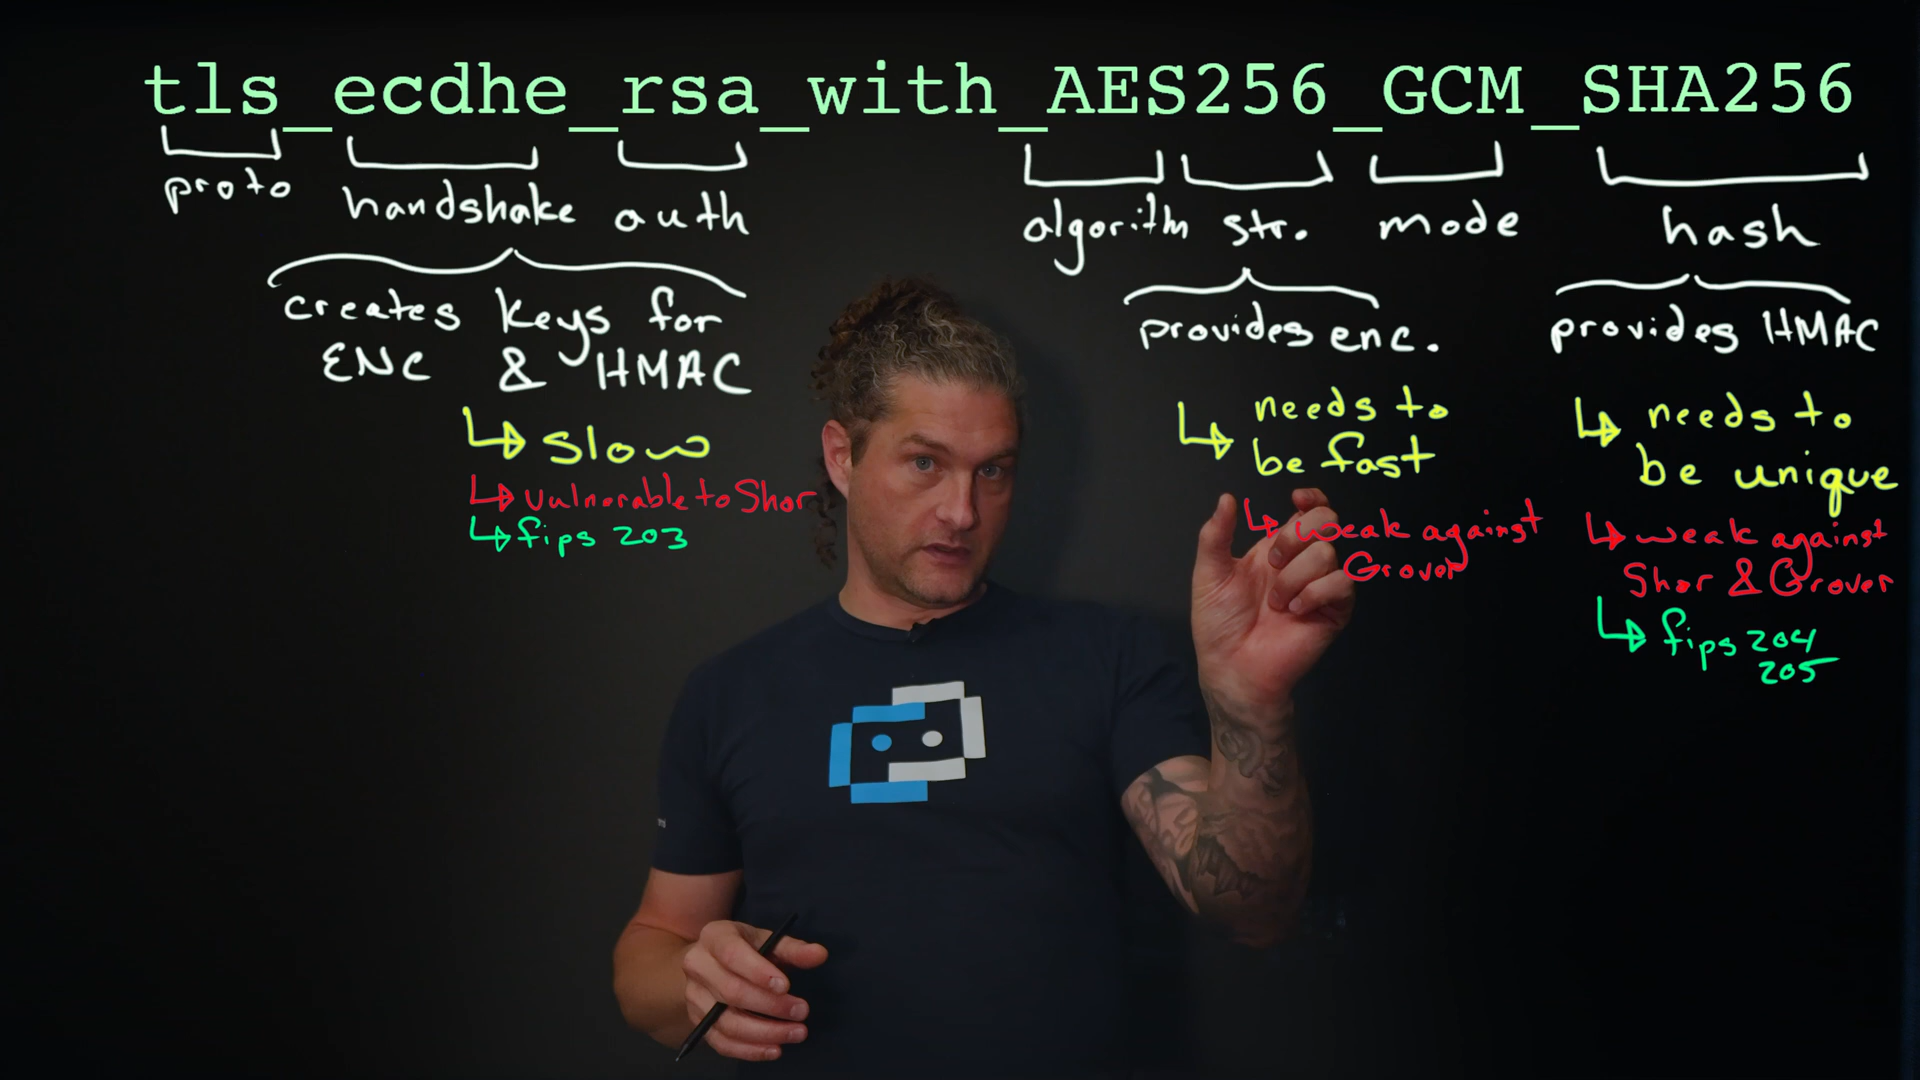 tls_ecdhe_rsa_with_AES256_GCM_SHA256
proto
handshake
auth
algorithm
str.
mode
hash
creates keys for
ENC & HMAC
slow
vulnorable to Shor
fips 203
provides enc.
needs to
be fast
weak against
Grover
provides HMAC
needs to
be unique
weak against
Shor & Grover
fips 204
205